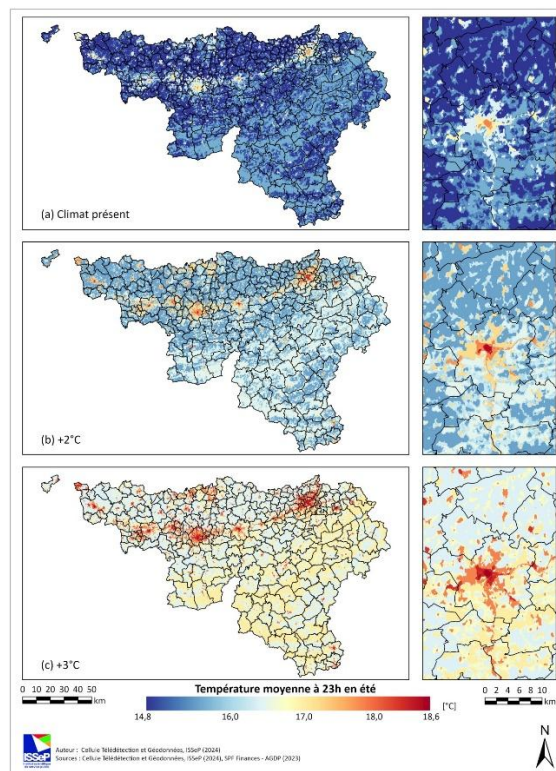 (a) Climat présent
(b) +2°C
(c) +3°C
Température moyenne à 23h en été
0 10 20 30 40 50
km
14,8 16,0 17,0 18,0 18,6
[°C]
0 2 4 6 8 10
km
N
ISSeP
Auteur : Cellule Télédétection et Géodonnées, ISSeP (2024)
Sources : Cellule Télédétection et Géodonnées, ISSeP (2024), SPF Finances - AGDP (2023)